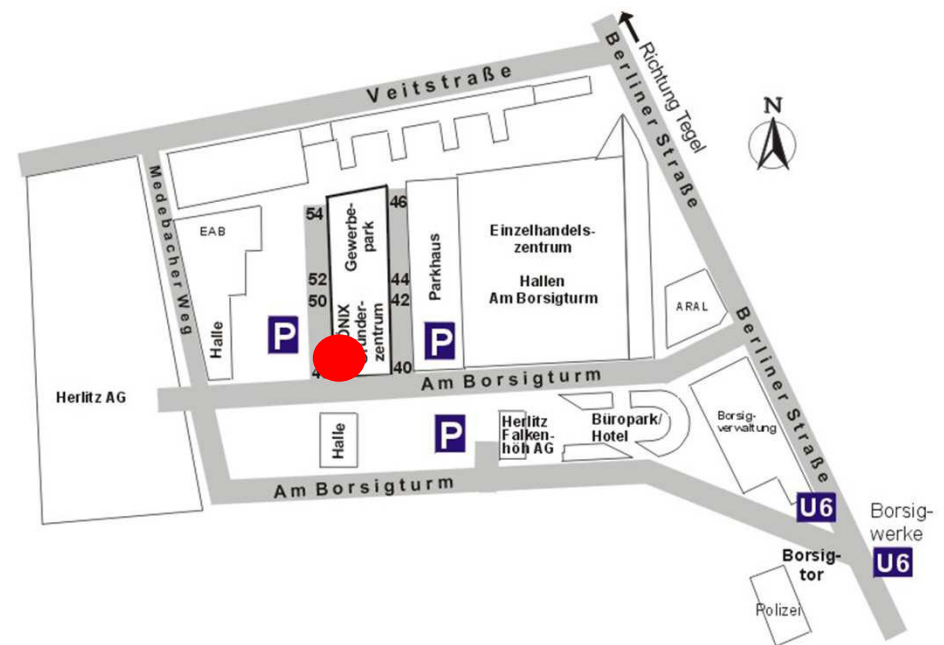 Richtung Tegel
Berliner Straße
Veitstraße
N
Medebacher Weg
EAB
54
46
Gewerbe-
park
52
44
50
42
40
zentrum
Parkhaus
Einzelhandels-
zentrum
Hallen
Am Borsigturm
ARAL
Halle
P
P
Berliner Straße
Am Borsigturm
Herlitz AG
Halle
P
Herlitz
Falken-
höh AG
Büropark/
Hotel
Borsig-
verwaltung
Am Borsigturm
U6
Borsig-
werke
U6
Borsig-
tor
Polizei